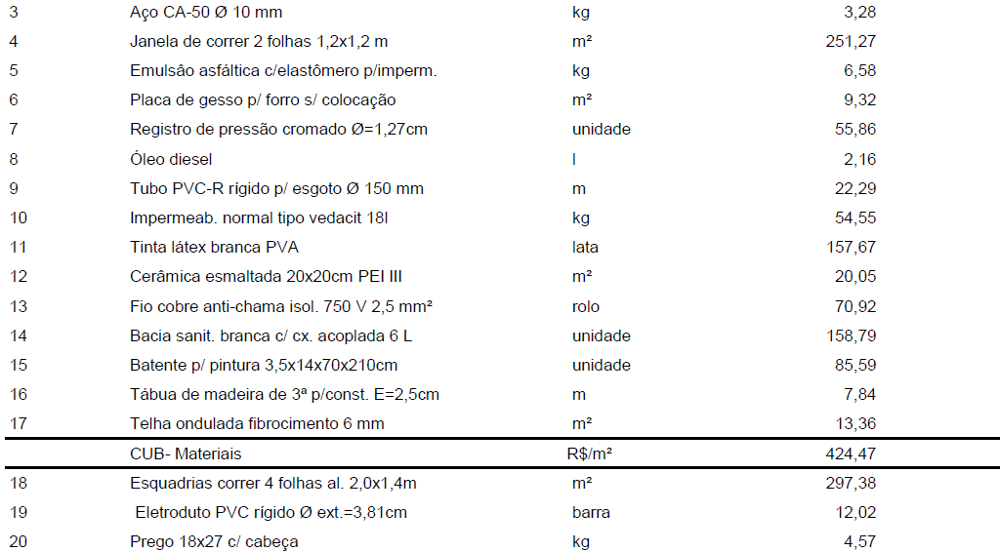 3 Aço CA-50 Ø 10 mm kg 3,28
4 Janela de correr 2 folhas 1,2x1,2 m m² 251,27
5 Emulsâo asfáltica c/elastômero p/imperm. kg 6,58
6 Placa de gesso p/ forro s/ colocação m² 9,32
7 Registro de pressão cromado Ø=1,27cm unidade 55,86
8 Óleo diesel l 2,16
9 Tubo PVC-R rígido p/ esgoto Ø 150 mm m 22,29
10 Impermeab. normal tipo vedacit 18l kg 54,55
11 Tinta látex branca PVA lata 157,67
12 Cerâmica esmaltada 20x20cm PEI III m² 20,05
13 Fio cobre anti-chama isol. 750 V 2,5 mm² rolo 70,92
14 Bacia sanit. branca c/ cx. acoplada 6 L unidade 158,79
15 Batente p/ pintura 3,5x14x70x210cm unidade 85,59
16 Tábua de madeira de 3ª p/const. E=2,5cm m 7,84
17 Telha ondulada fibrocimento 6 mm m² 13,36
CUB- Materiais R$/m² 424,47
18 Esquadrias correr 4 folhas al. 2,0x1,4m m² 297,38
19 Eletroduto PVC rígido Ø ext.=3,81cm barra 12,02
20 Prego 18x27 c/ cabeça kg 4,57